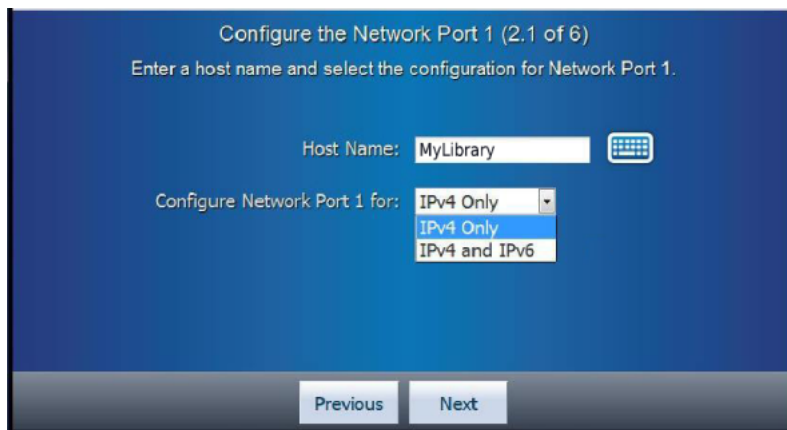 Configure the Network Port 1 (2.1 of 6)
Enter a host name and select the configuration for Network Port 1.
Host Name: MyLibrary
Configure Network Port 1 for: IPv4 Only
IPv4 Only
IPv4 and IPv6
Previous Next